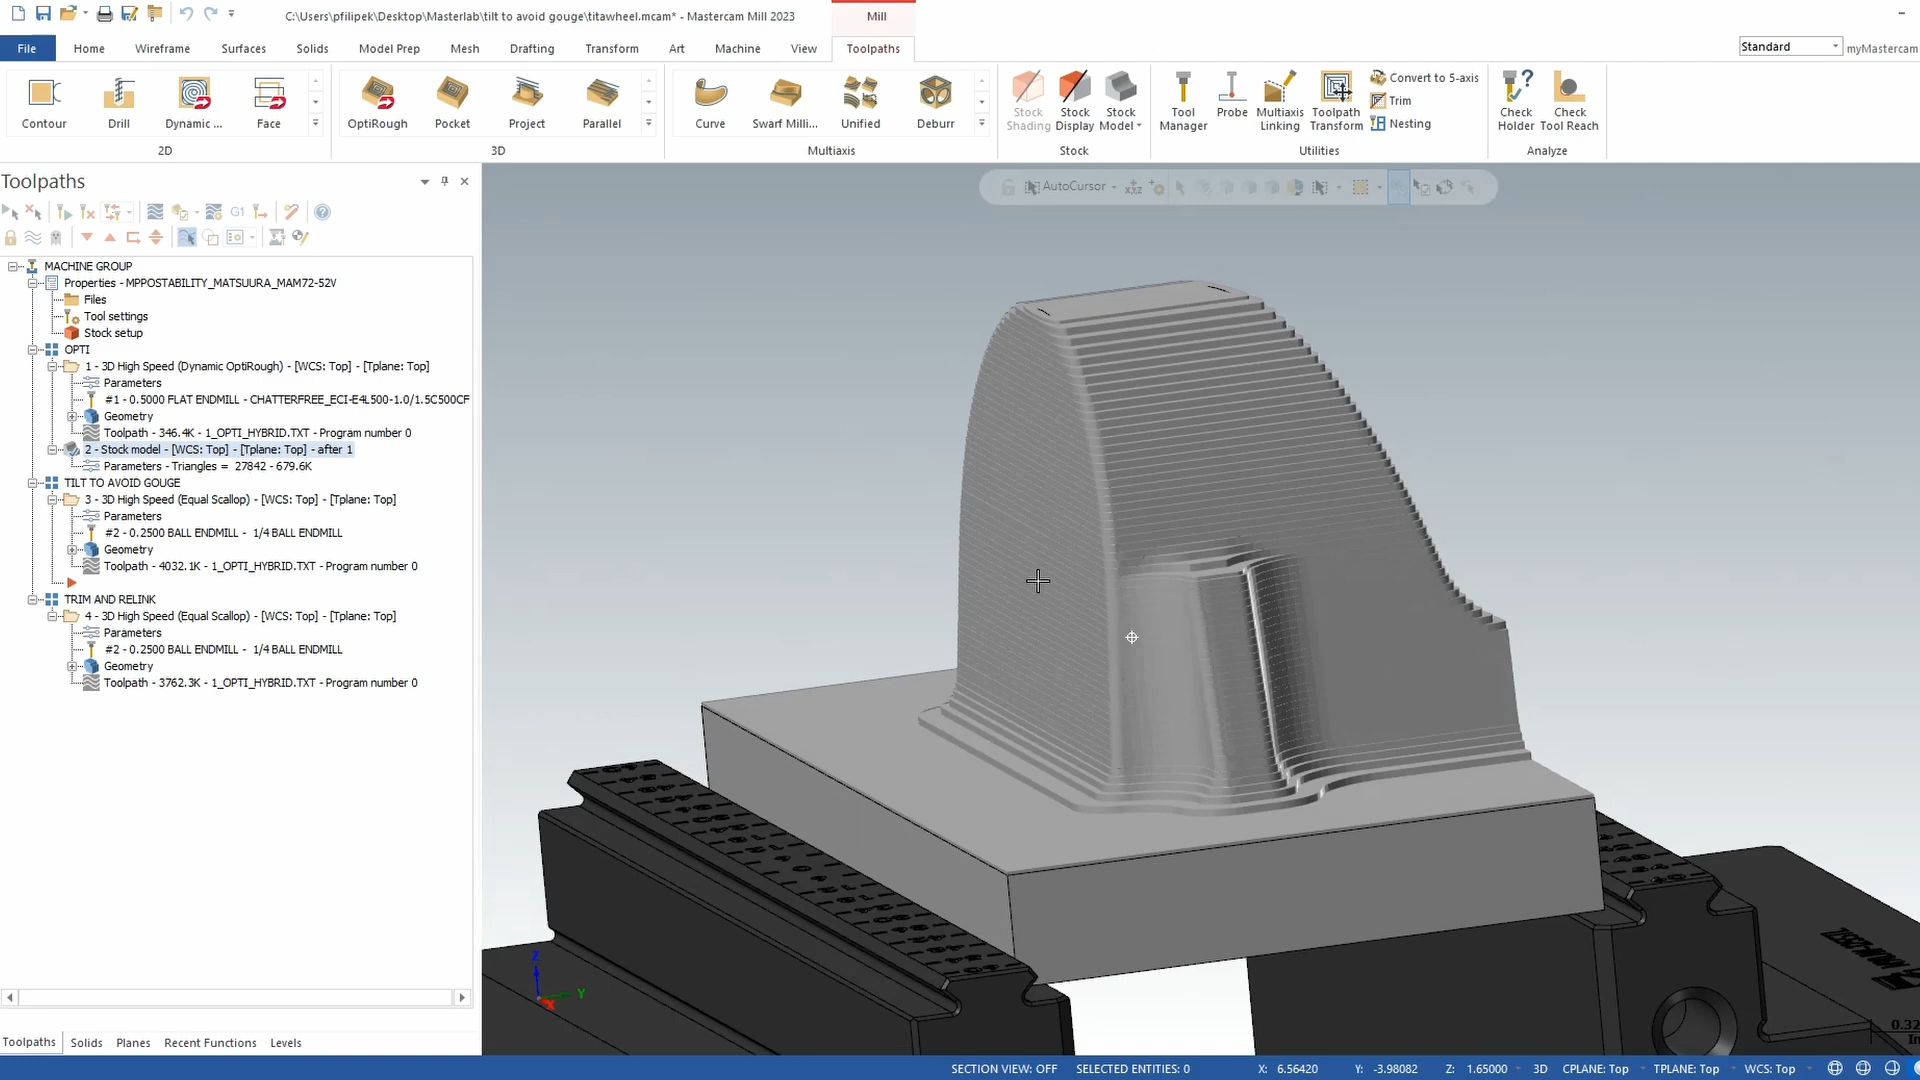 C:\Users\pfilipek\Desktop\Masterlab\tilt to avoid gouge\titawheel.mcam* - Mastercam Mill 2023
Mill
File
Home
Wireframe
Surfaces
Solids
Model Prep
Mesh
Drafting
Transform
Art
Machine
View
Toolpaths
Standard
myMastercam
Contour
Drill
Dynamic ...
Face
2D
OptiRough
Pocket
Project
Parallel
3D
Curve
Swarf Milli...
Unified
Deburr
Multiaxis
Stock Shading
Stock Display
Stock Model
Stock
Tool Manager
Probe
Multiaxis Linking
Toolpath Transform
Convert to 5-axis
Trim
Nesting
Utilities
Check Holder
Check Tool Reach
Analyze
Toolpaths
AutoCursor
G1
MACHINE GROUP
Properties - MPPOSTABILITY_MATSUURA_MAM72-52V
Files
Tool settings
Stock setup
OPTI
1 - 3D High Speed (Dynamic OptiRough) - [WCS: Top] - [Tplane: Top]
Parameters
#1 - 0.5000 FLAT ENDMILL - CHATTERFREE_ECI-E4L500-1.0/1.5C500CF
Geometry
Toolpath - 346.4K - 1_OPTI_HYBRID.TXT - Program number 0
2 - Stock model - [WCS: Top] - [Tplane: Top] - after 1
Parameters - Triangles = 27842 - 679.6K
TILT TO AVOID GOUGE
3 - 3D High Speed (Equal Scallop) - [WCS: Top] - [Tplane: Top]
Parameters
#2 - 0.2500 BALL ENDMILL - 1/4 BALL ENDMILL
Geometry
Toolpath - 4032.1K - 1_OPTI_HYBRID.TXT - Program number 0
TRIM AND RELINK
4 - 3D High Speed (Equal Scallop) - [WCS: Top] - [Tplane: Top]
Parameters
#2 - 0.2500 BALL ENDMILL - 1/4 BALL ENDMILL
Geometry
Toolpath - 3762.3K - 1_OPTI_HYBRID.TXT - Program number 0
Z
Y
X
0.32
In
Toolpaths
Solids
Planes
Recent Functions
Levels
SECTION VIEW: OFF
SELECTED ENTITIES: 0
X: 6.56420
Y: -3.98082
Z: 1.65000
3D
CPLANE: Top
TPLANE: Top
WCS: Top